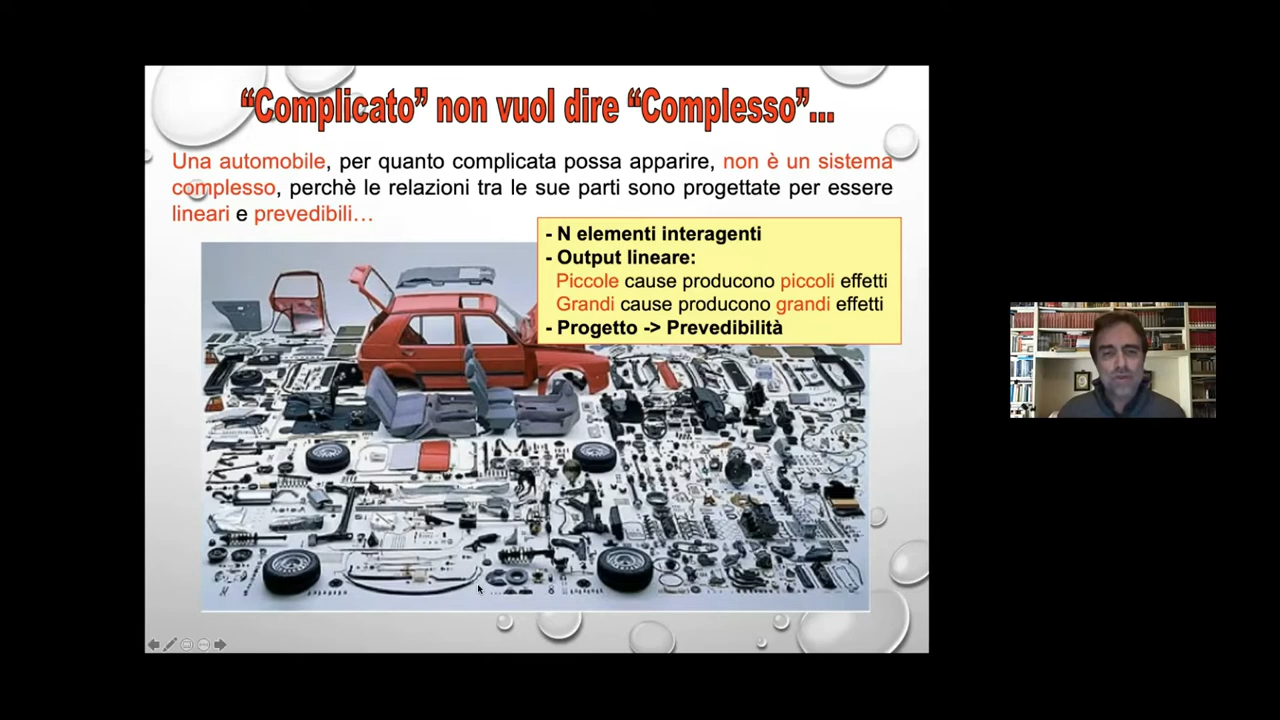 “Complicato” non vuol dire “Complesso”...
Una automobile, per quanto complicata possa apparire, non è un sistema
complesso, perchè le relazioni tra le sue parti sono progettate per essere
lineari e prevedibili…
- N elementi interagenti
- Output lineare:
Piccole cause producono piccoli effetti
Grandi cause producono grandi effetti
- Progetto -> Prevedibilità